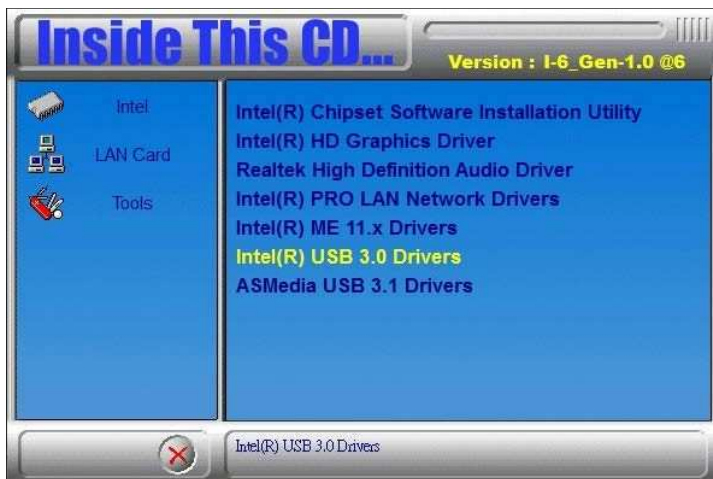 Inside This CD...
Version : I-6_Gen-1.0 @6
Intel
LAN Card
Tools
Intel(R) Chipset Software Installation Utility
Intel(R) HD Graphics Driver
Realtek High Definition Audio Driver
Intel(R) PRO LAN Network Drivers
Intel(R) ME 11.x Drivers
Intel(R) USB 3.0 Drivers
ASMedia USB 3.1 Drivers
Intel(R) USB 3.0 Drivers